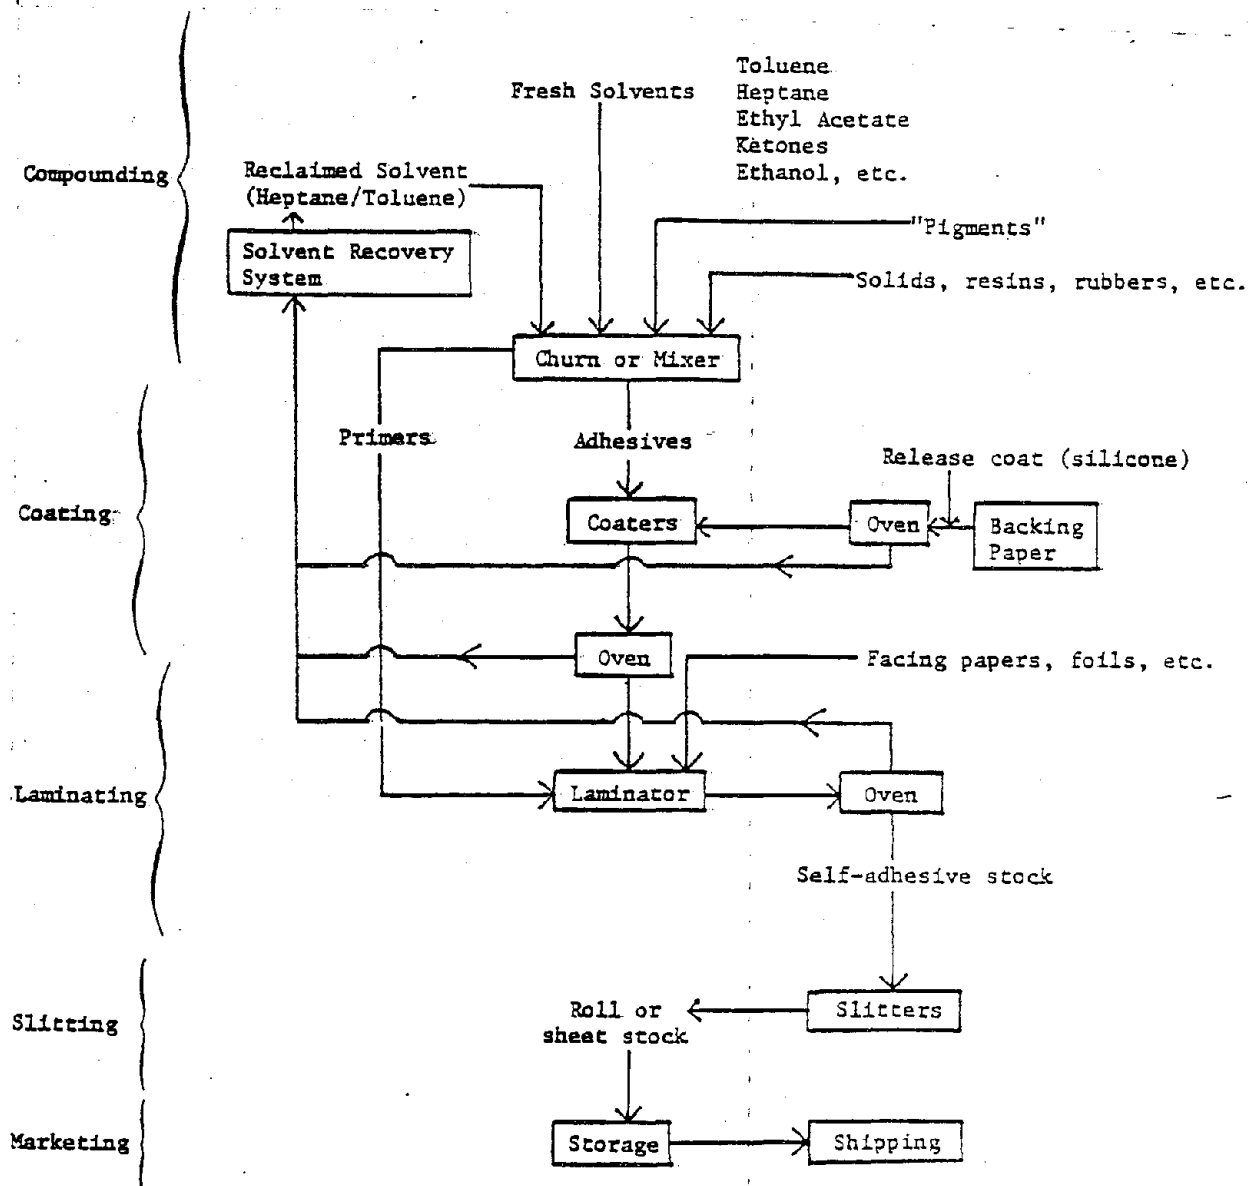 Toluene
Fresh Solvents
Heptane
Ethyl Acetate
Ketones
Ethanol, etc.
Compounding
Reclaimed Solvent
(Heptane/Toluene)
"Pigments"
Solvent Recovery
System
Solids, resins, rubbers, etc.
Churn or Mixer
Primers
Adhesives
Release coat (silicone)
Coating
Coaters
Oven
Backing
Paper
Oven
Facing papers, foils, etc.
Laminating
Laminator
Oven
Self-adhesive stock
Slitting
Roll or
sheet stock
Slitters
Marketing
Storage
Shipping